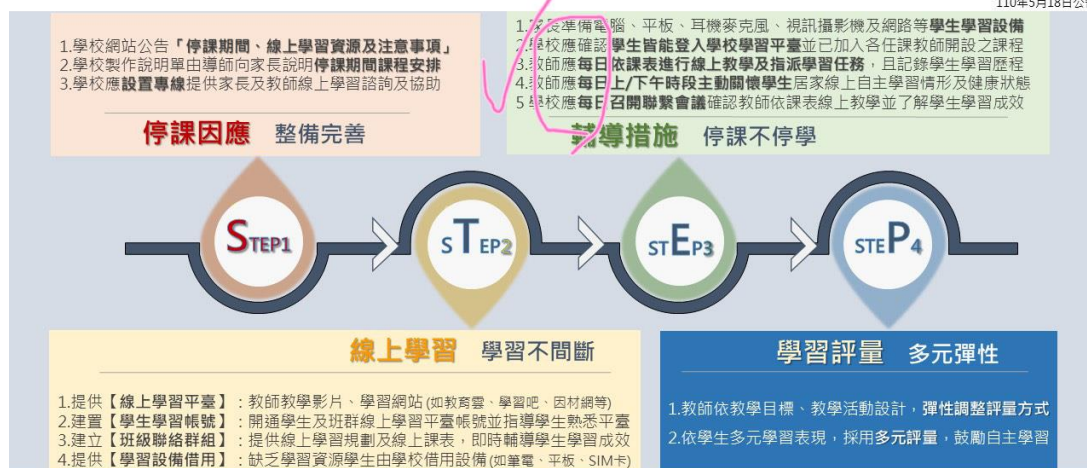 110年5月18日公
1.學校網站公告「停課期間、線上學習資源及注意事項」
2.學校製作說明單由導師向家長說明停課期間課程安排
3.學校應設置專線提供家長及教師線上學習諮詢及協助
停課因應 整備完善
1.家長準備電腦、平板、耳機麥克風、視訊攝影機及網路等學生學習設備
2.學校應確認學生皆能登入學校學習平臺並已加入各任課教師開設之課程
3.教師應每日依課表進行線上教學及指派學習任務，且記錄學生學習歷程
4.教師應每日上/下午時段主動關懷學生居家線上自主學習情形及健康狀態
5學校應每日召開聯繫會議確認教師依課表線上教學並了解學生學習成效
輔導措施 停課不停學
STEP1
STEP2
STEP3
STEP4
線上學習 學習不間斷
1.提供【線上學習平臺】：教師教學影片、學習網站(如教育雲、學習吧、因材網等)
2.建置【學生學習帳號】：開通學生及班群線上學習平臺帳號並指導學生熟悉平臺
3.建立【班級聯絡群組】：提供線上學習規劃及線上課表，即時輔導學生學習成效
4.提供【學習設備借用】：缺乏學習資源學生由學校借用設備(如筆電、平板、SIM卡)
學習評量 多元彈性
1.教師依教學目標、教學活動設計，彈性調整評量方式
2.依學生多元學習表現，採用多元評量，鼓勵自主學習